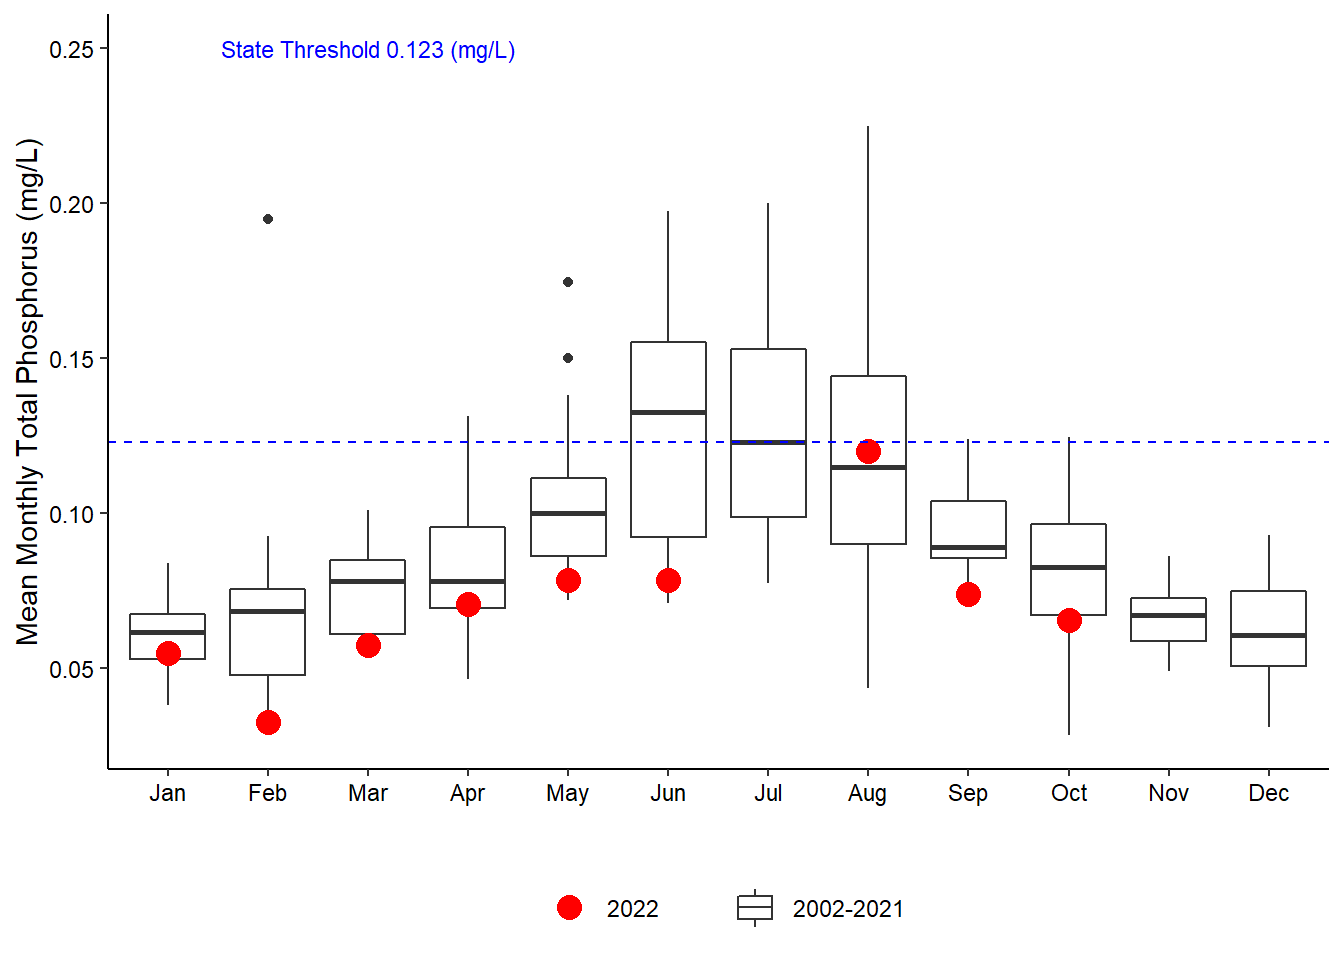 State Threshold 0.123 (mg/L)
Mean Monthly Total Phosphorus (mg/L)
0.25
0.20
0.15
0.10
0.05
Jan Feb Mar Apr May Jun Jul Aug Sep Oct Nov Dec
2022 2002-2021